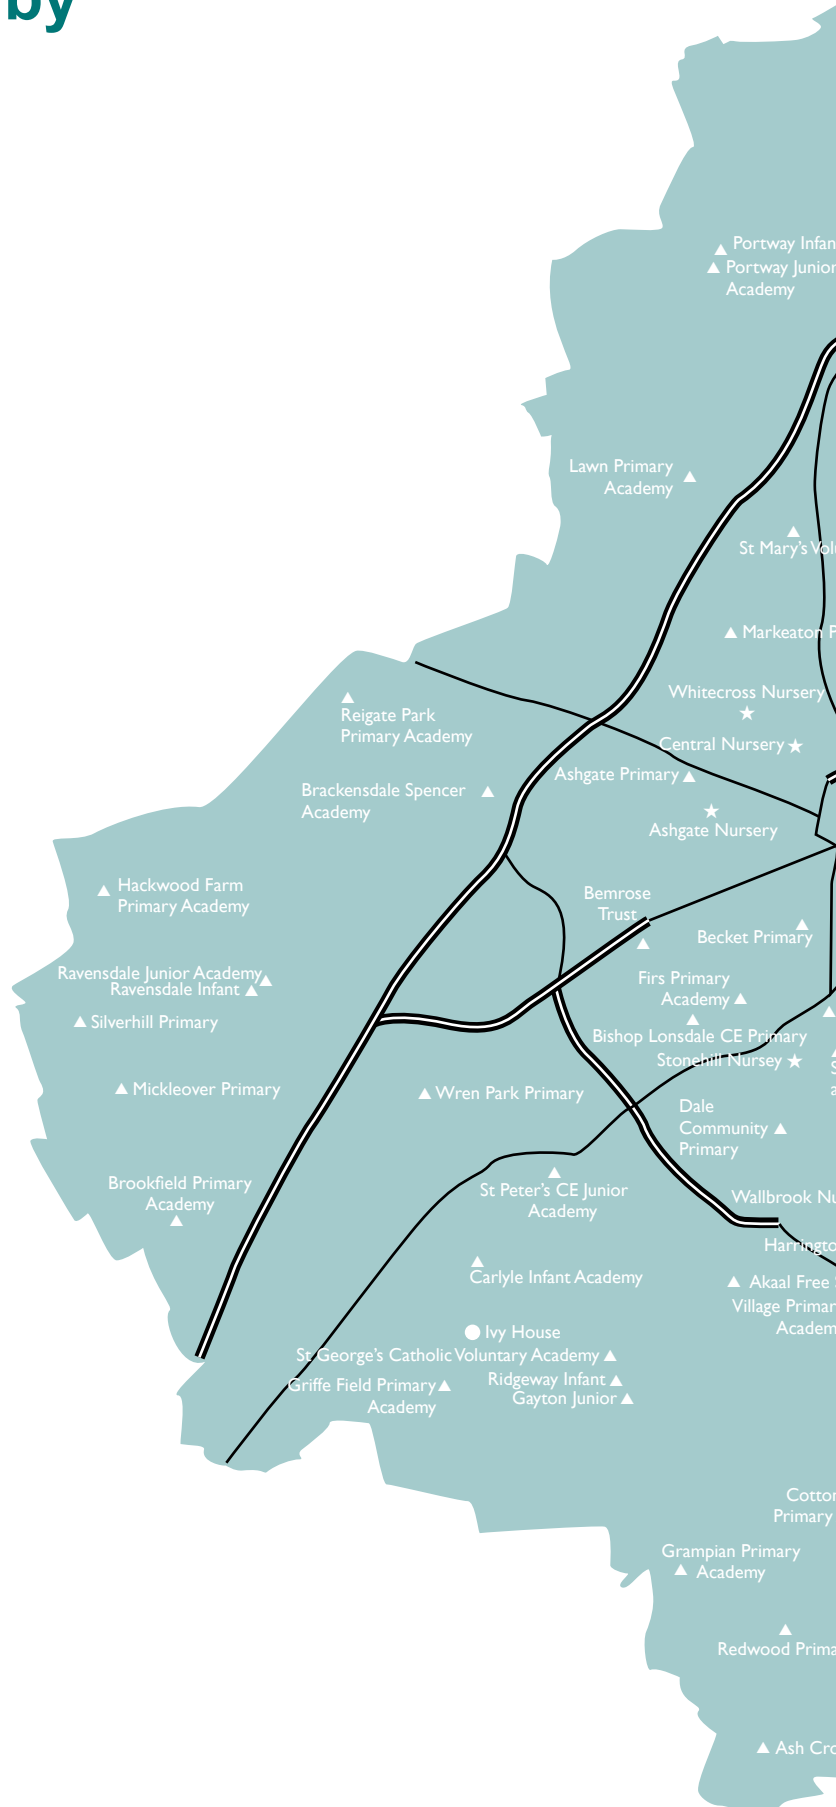 by
Portway Infan
Portway Junior
Academy
Lawn Primary
Academy
St Mary's Vol
Markeaton P
Whitecross Nursery
Central Nursery
Reigate Park
Primary Academy
Ashgate Primary
Brackensdale Spencer
Academy
Ashgate Nursery
Hackwood Farm
Primary Academy
Bemrose
Trust
Becket Primary
Ravensdale Junior Academy
Ravensdale Infant
Firs Primary
Academy
Silverhill Primary
Bishop Lonsdale CE Primary
Stonehill Nursey
S
a
Mickleover Primary
Wren Park Primary
Dale
Community
Primary
Brookfield Primary
Academy
St Peter's CE Junior
Academy
Wallbrook Nu
Harringto
Carlyle Infant Academy
Akaal Free
Village Primar
Academ
Ivy House
St George's Catholic Voluntary Academy
Ridgeway Infant
Griffe Field Primary
Academy
Gayton Junior
Cotton
Primary
Grampian Primary
Academy
Redwood Prima
Ash Cro